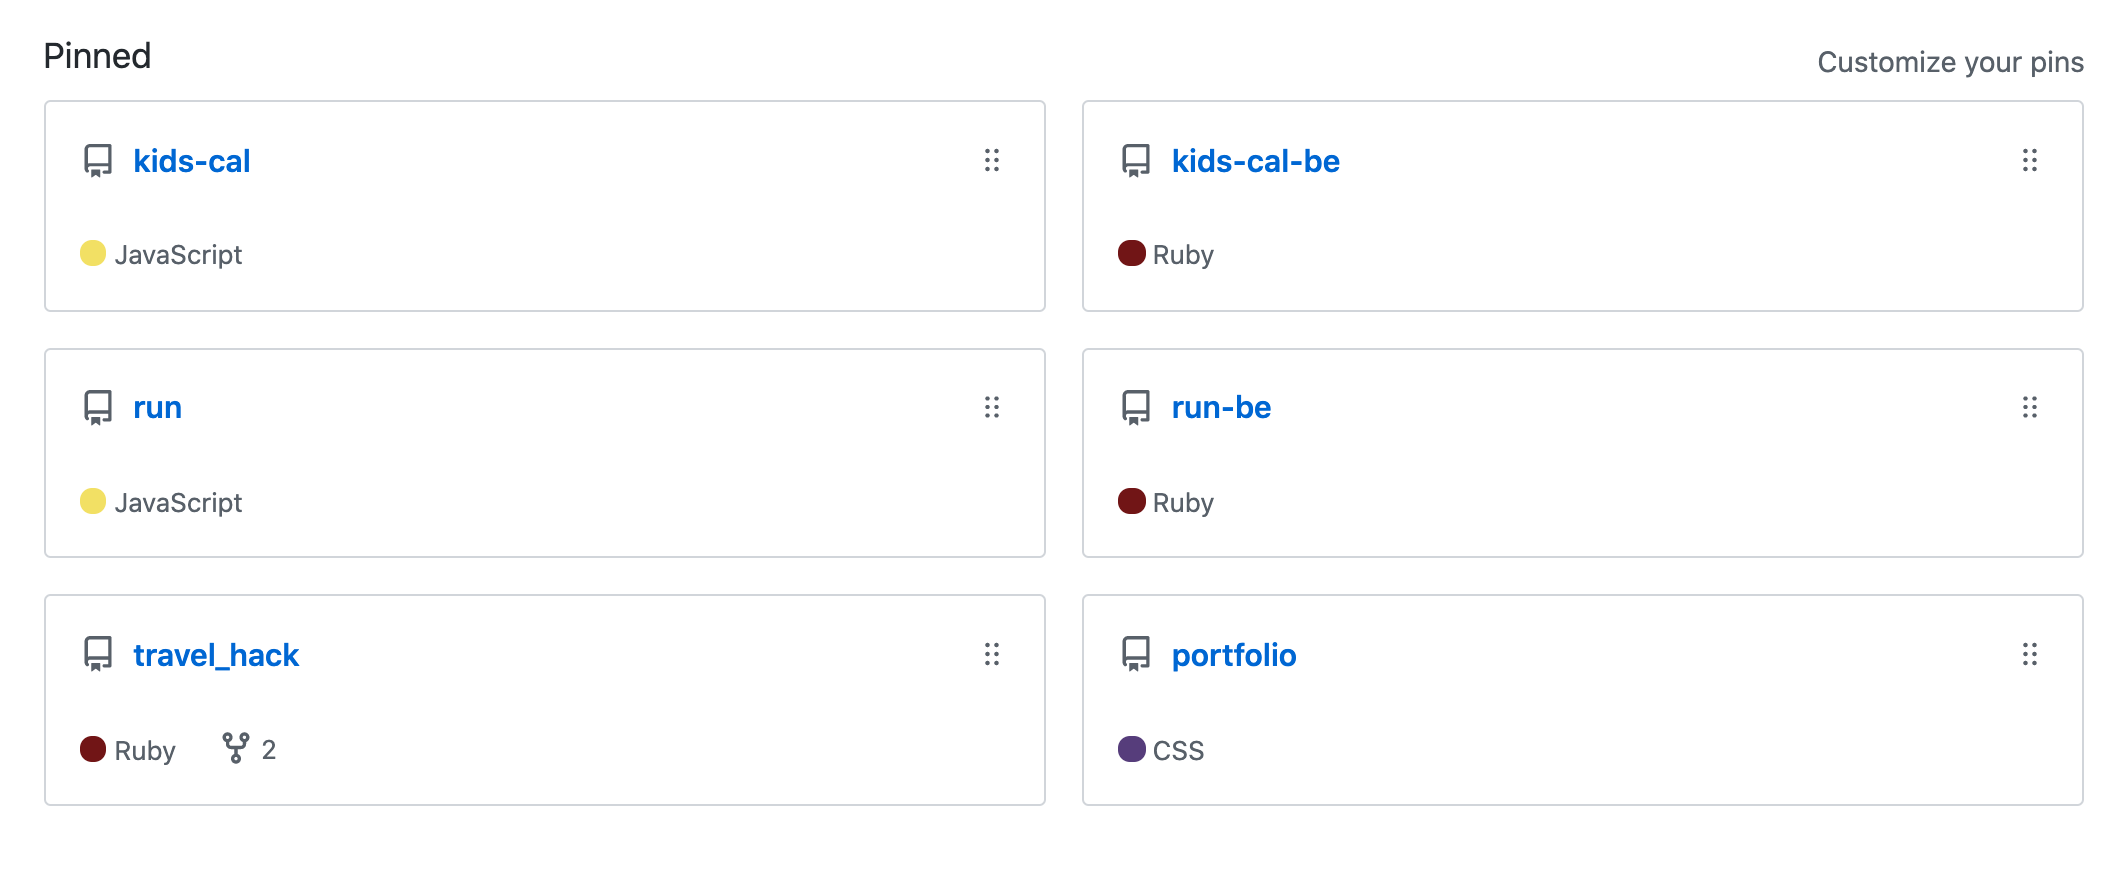 Pinned
Customize your pins
kids-cal
JavaScript
kids-cal-be
Ruby
run
JavaScript
run-be
Ruby
travel_hack
Ruby 2
portfolio
CSS